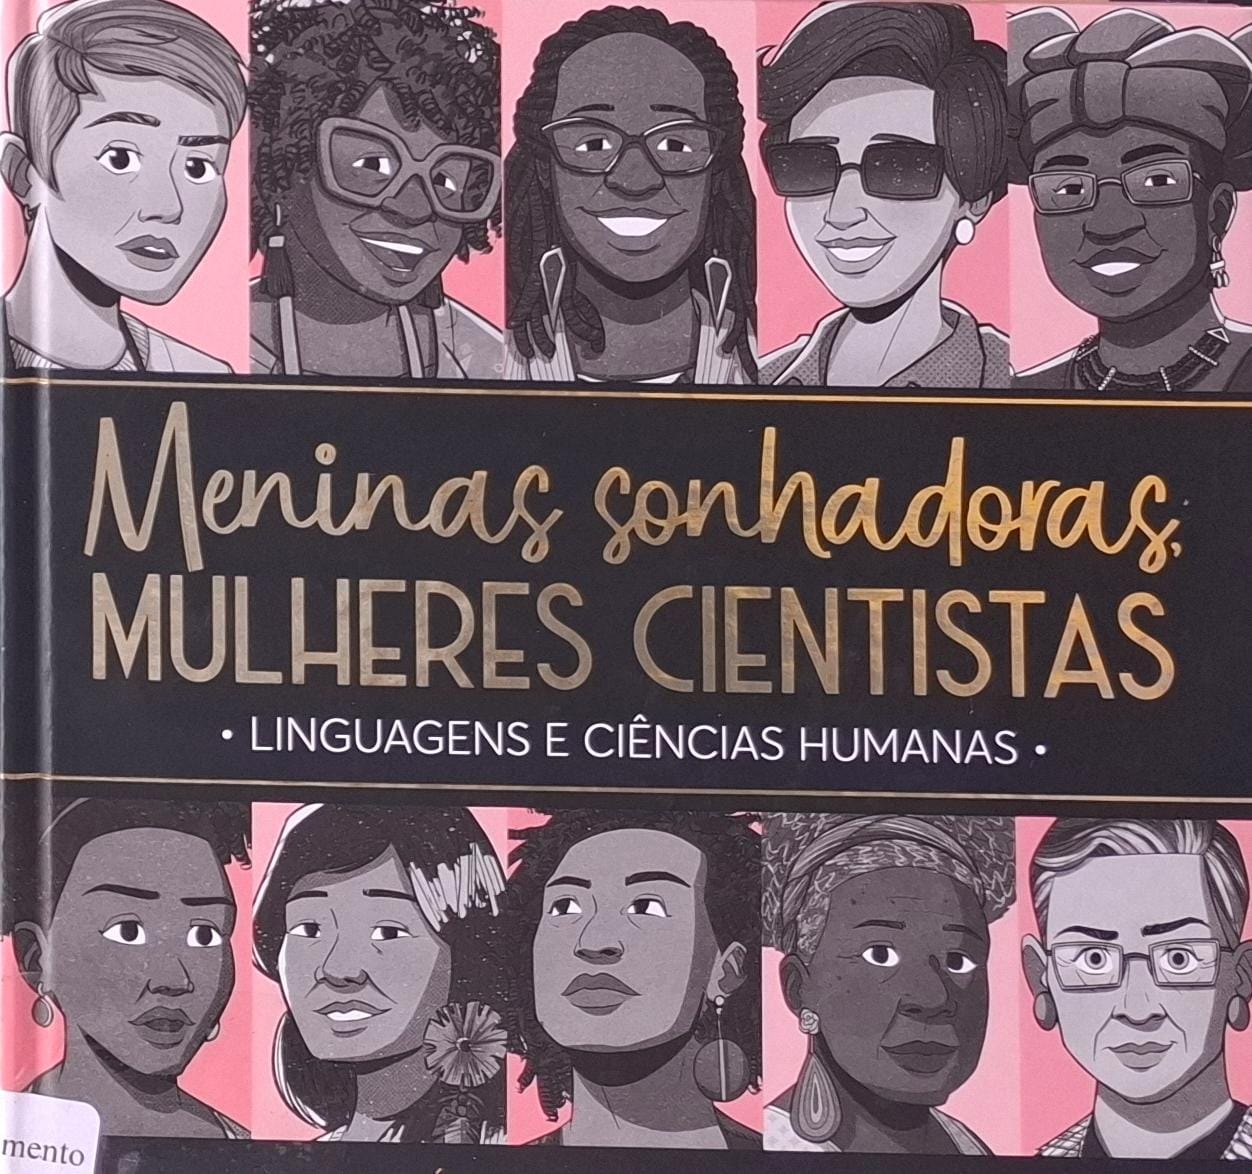 Meninas sonhadoras,
MULHERES CIENTISTAS
• LINGUAGENS E CIÊNCIAS HUMANAS •
mento